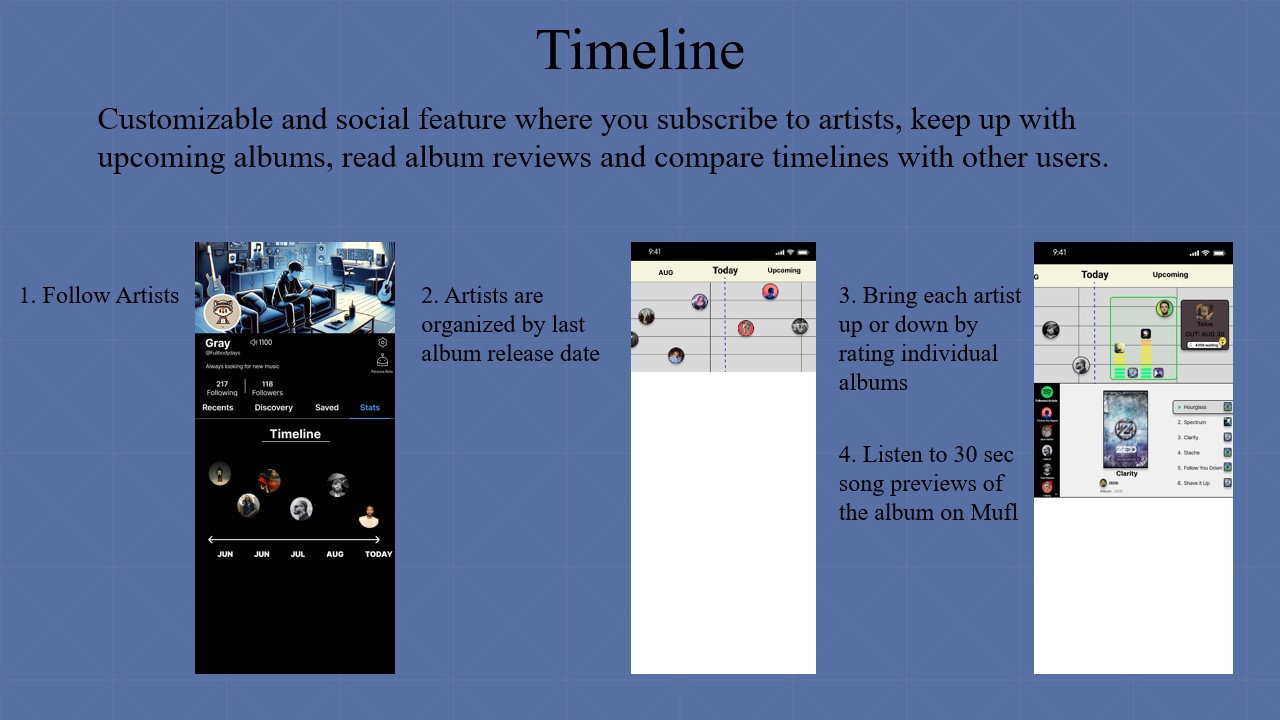 Timeline
Customizable and social feature where you subscribe to artists, keep up with
upcoming albums, read album reviews and compare timelines with other users.
1. Follow Artists
Gray
1100
@Fullbodydays
Always looking for new music
Persona Bots
217
118
Following
Followers
Recents
Discovery
Saved
Stats
Timeline
JUN
JUN
JUL
AUG
TODAY
2. Artists are
organized by last
album release date
9:41
AUG
Today
Upcoming
3. Bring each artist
up or down by
rating individual
albums
4. Listen to 30 sec
song previews of
the album on Mufl
9:41
G
Today
Upcoming
OUT: AUG 30
Followed Artists
ZEDD
Clarity
ZEDD
Hourglass
2. Spectrum
3. Clarity
4. Stache
5. Follow You Down
6. Shave It Up